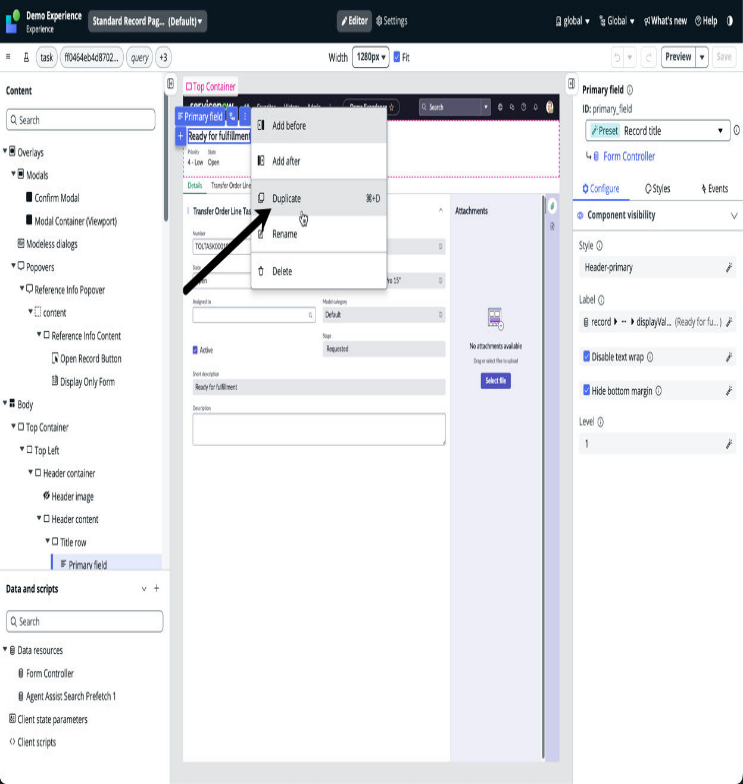 Demo Experience
Experience
Standard Record Pag... (Default)
Editor
Settings
global
Global
What's new
Help
task
ff0464eb4d8702...
query
+3
Width
1280px
Fit
Preview
Save
Content
Search
Overlays
Modals
Confirm Modal
Modal Container (Viewport)
Modeless dialogs
Popovers
Reference Info Popover
content
Reference Info Content
Open Record Button
Display Only Form
Body
Top Container
Top Left
Header container
Header image
Header content
Title row
Primary field
Data and scripts
Search
Data resources
Form Controller
Agent Assist Search Prefetch 1
Client state parameters
Client scripts
Top Container
Search
Primary field
Ready for fulfillment
Priority State
4 - Low Open
Details
Transfer Order Line
Transfer Order Line Tas
Number
Assigned to
Active
Short description
Ready for fulfillment
Description
Model category
Default
Stage
Requested
Add before
Add after
Duplicate ⌘+D
Rename
Delete
Attachments
No attachments available
Drag or select files to upload
Select file
Primary field
ID: primary_field
Preset Record title
Form Controller
Configure
Styles
Events
Component visibility
Style
Header-primary
Label
record ▸ ·· ▸ displayVal... (Ready for fu... )
Disable text wrap
Hide bottom margin
Level
1